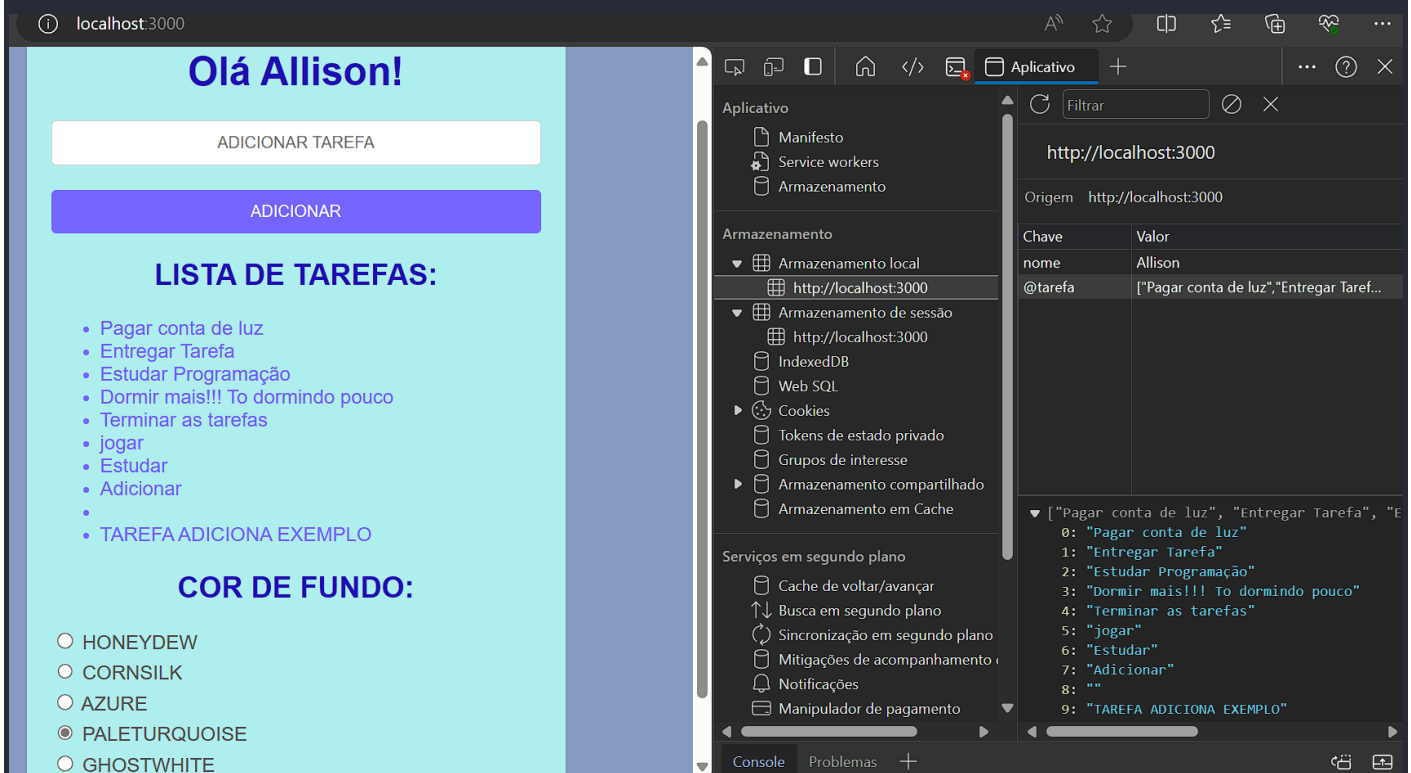 localhost:3000
Olá Allison!
ADICIONAR TAREFA
ADICIONAR
LISTA DE TAREFAS:
Pagar conta de luz
Entregar Tarefa
Estudar Programação
Dormir mais!!! To dormindo pouco
Terminar as tarefas
jogar
Estudar
Adicionar
TAREFA ADICIONA EXEMPLO
COR DE FUNDO:
HONEYDEW
CORNSILK
AZURE
PALETURQUOISE
GHOSTWHITE
Aplicativo
Aplicativo
Manifesto
Service workers
Armazenamento
Armazenamento
Armazenamento local
http://localhost:3000
Armazenamento de sessão
http://localhost:3000
IndexedDB
Web SQL
Cookies
Tokens de estado privado
Grupos de interesse
Armazenamento compartilhado
Armazenamento em Cache
Serviços em segundo plano
Cache de voltar/avançar
Busca em segundo plano
Sincronização em segundo plano
Mitigações de acompanhamento
Notificações
Manipulador de pagamento
Filtrar
http://localhost:3000
Origem http://localhost:3000
Chave Valor
nome Allison
@tarefa ["Pagar conta de luz","Entregar Taref...
["Pagar conta de luz", "Entregar Tarefa", "E
0: "Pagar conta de luz"
1: "Entregar Tarefa"
2: "Estudar Programação"
3: "Dormir mais!!! To dormindo pouco"
4: "Terminar as tarefas"
5: "jogar"
6: "Estudar"
7: "Adicionar"
8: ""
9: "TAREFA ADICIONA EXEMPLO"
Console Problemas